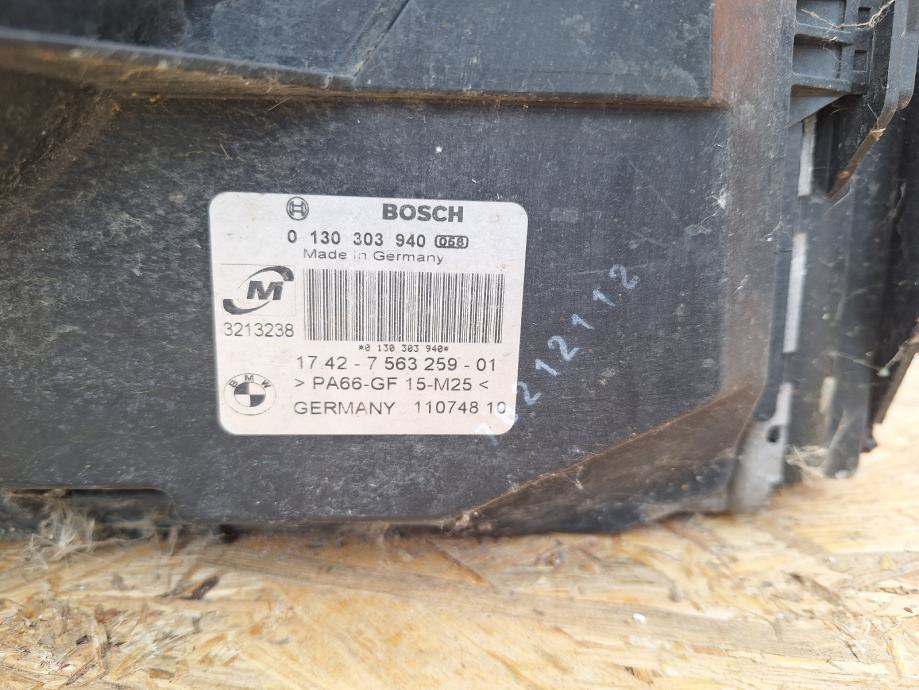 BOSCH
0 130 303 940 058
Made in Germany
M
3213238
*0 130 303 940*
17 42 - 7 563 259 - 01
BMW
> PA66-GF 15-M25 <
GERMANY 110748 10